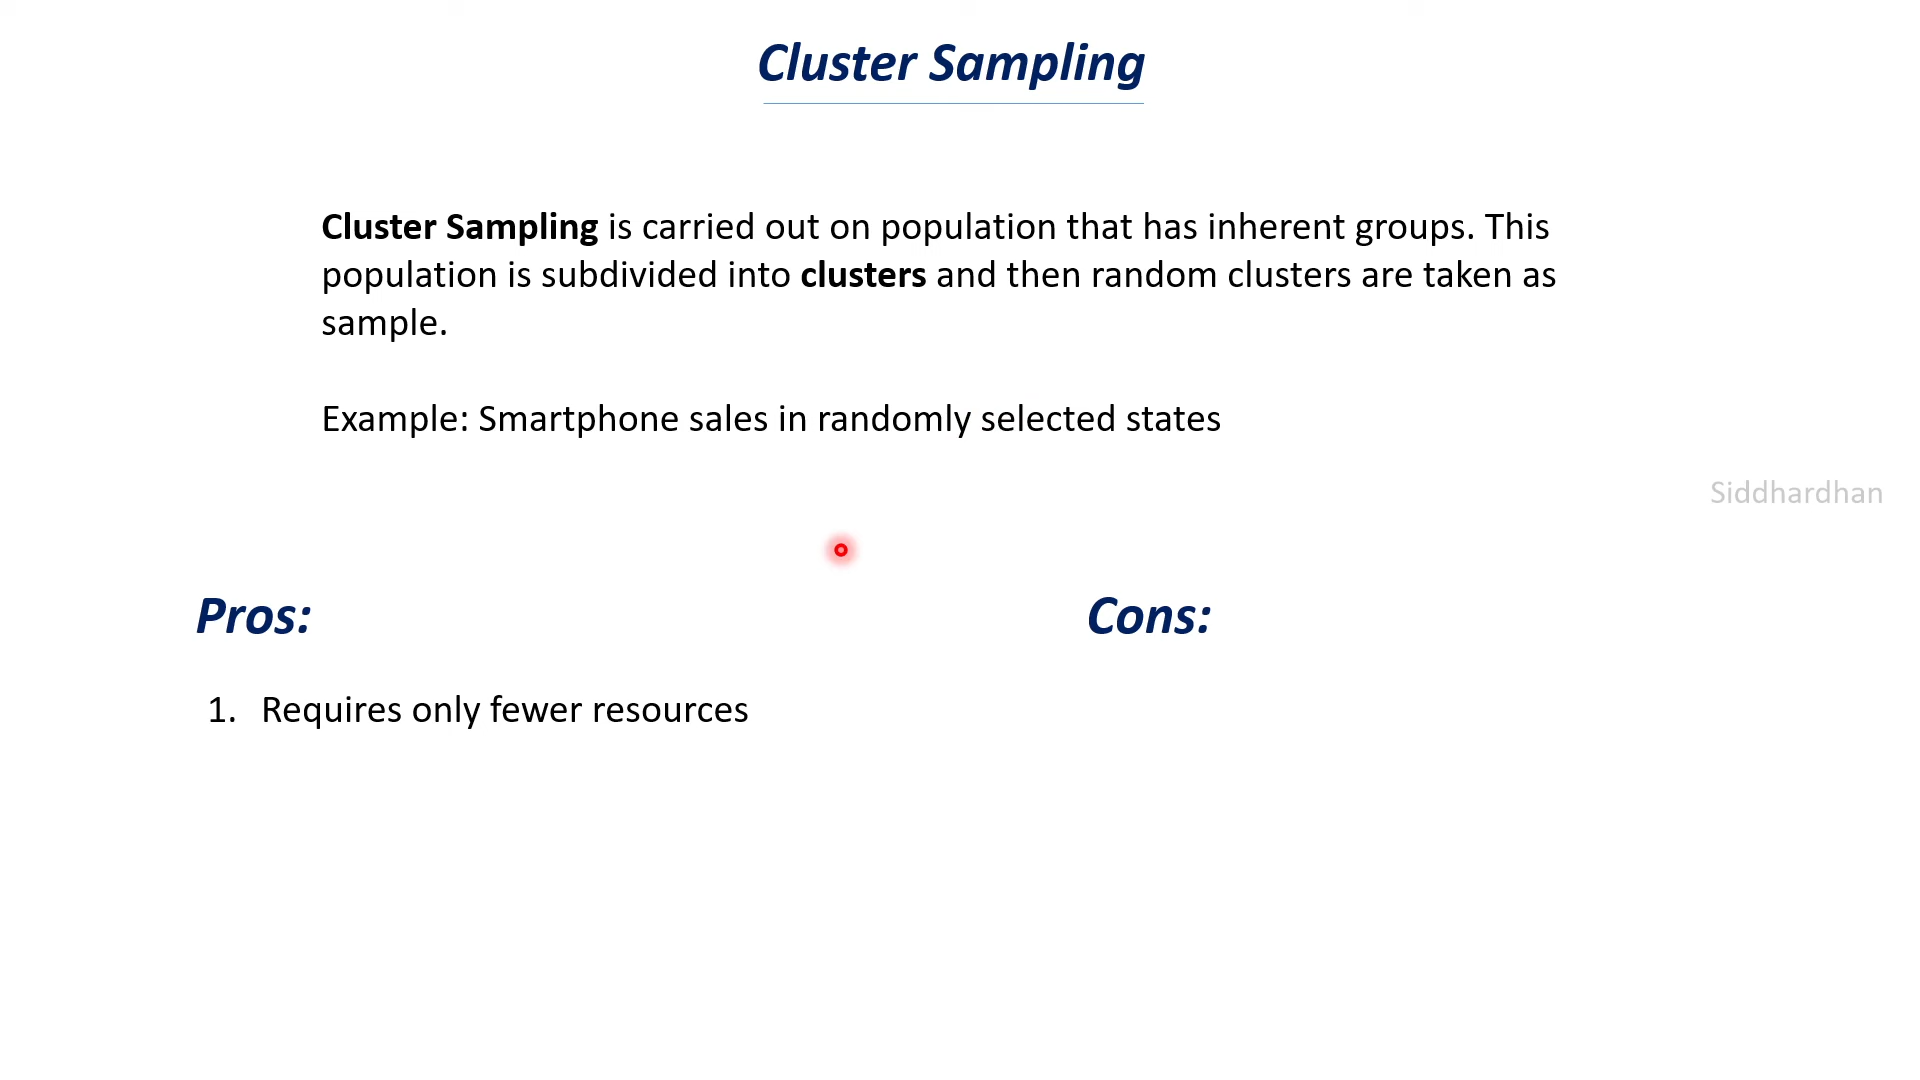 Cluster Sampling
Cluster Sampling is carried out on population that has inherent groups. This
population is subdivided into clusters and then random clusters are taken as
sample.
Example: Smartphone sales in randomly selected states
Siddhardhan
Pros:
1. Requires only fewer resources
Cons: